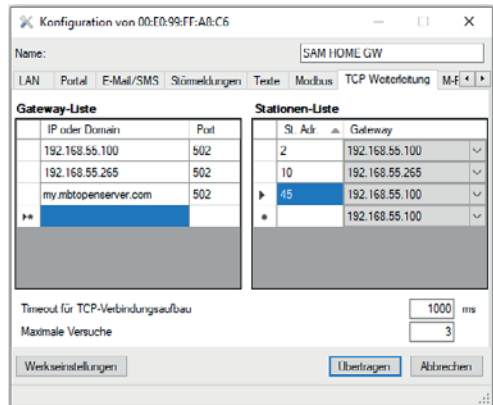 Konfiguration von 00:E0:99:FF:A8:C6
Name: SAM HOME GW
LAN Portal E-Mail/SMS Störmeldungen Texte Modbus TCP Weiterleitung
Gateway-Liste
IP oder Domain Port
192.168.55.100 502
192.168.55.265 502
my.mbtopenserver.com 502
Stationen-Liste
St. Adr. Gateway
2 192.168.55.100
10 192.168.55.265
45 192.168.55.100
192.168.55.100
Timeout für TCP-Verbindungsaufbau 1000 ms
Maximale Versuche 3
Werkseinstellungen Übertragen Abbrechen